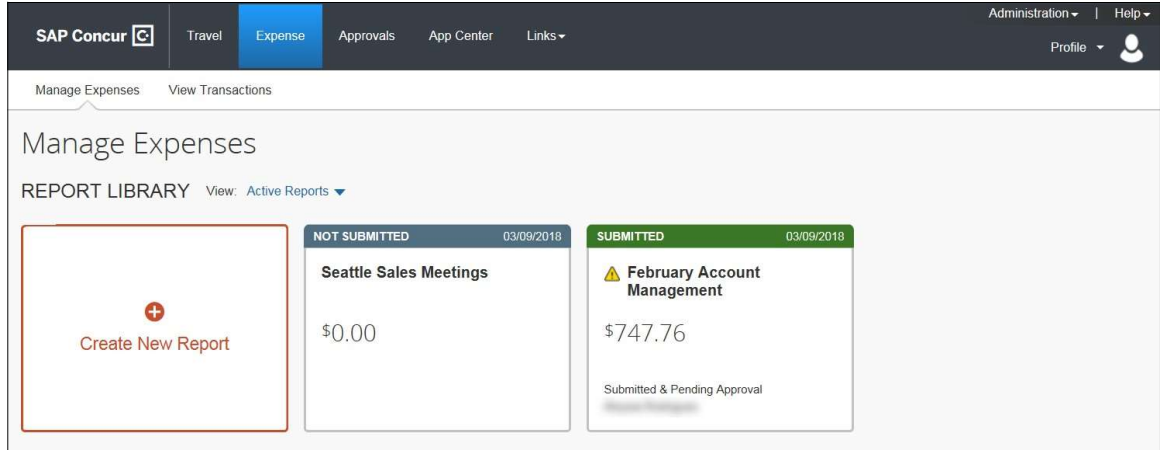 Administration | Help
SAP Concur C Travel Expense Approvals App Center Links
Profile
Manage Expenses View Transactions
Manage Expenses
REPORT LIBRARY View: Active Reports
NOT SUBMITTED 03/09/2018
SUBMITTED 03/09/2018
Seattle Sales Meetings
February Account
Management
$0.00
$747.76
Create New Report
Submitted & Pending Approval